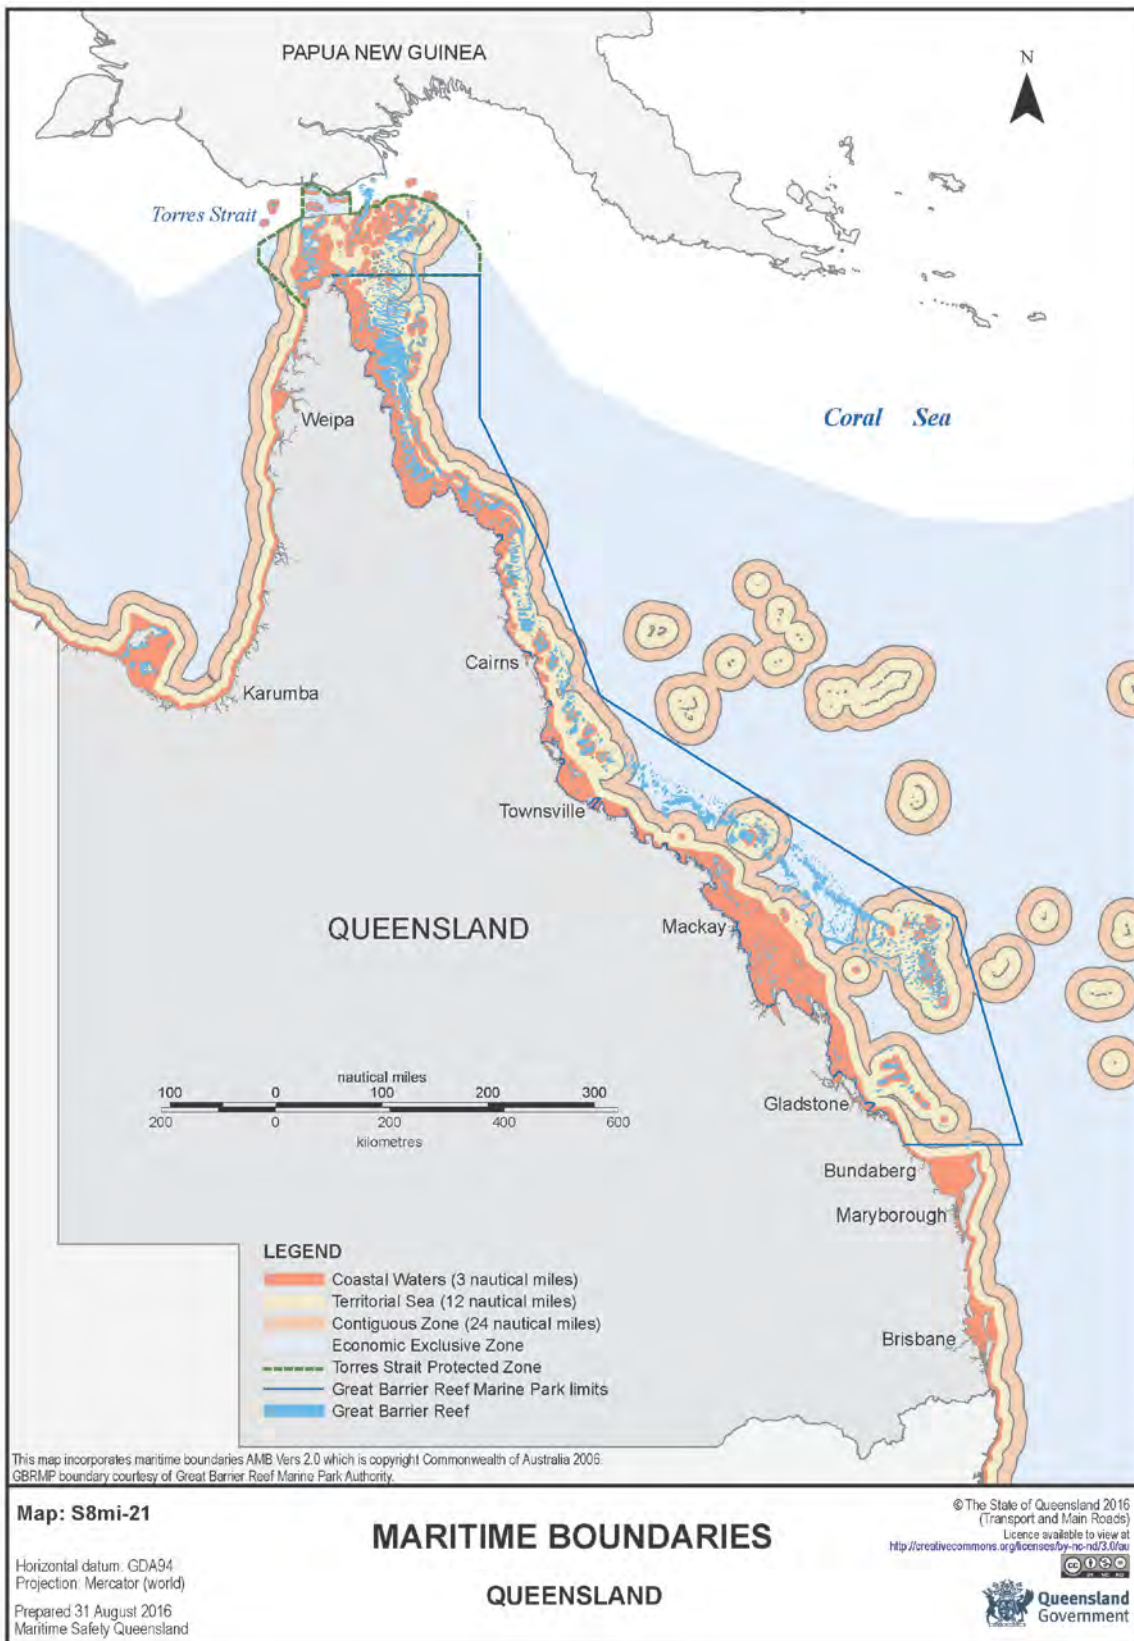 PAPUA NEW GUINEA
N
Torres Strait
Coral Sea
Weipa
Cairns
Karumba
Townsville
QUEENSLAND
Mackay
nautical miles
100 0 100 200 300
200 0 200 400 600
kilometres
Gladstone
Bundaberg
Maryborough
Brisbane
LEGEND
Coastal Waters (3 nautical miles)
Territorial Sea (12 nautical miles)
Contiguous Zone (24 nautical miles)
Economic Exclusive Zone
Torres Strait Protected Zone
Great Barrier Reef Marine Park limits
Great Barrier Reef
This map incorporates maritime boundaries AMB Vers 2.0 which is copyright Commonwealth of Australia 2006.
GBRMP boundary courtesy of Great Barrier Reef Marine Park Authority.
Map: S8mi-21
Horizontal datum: GDA94
Projection: Mercator (world)
Prepared 31 August 2016
Maritime Safety Queensland
MARITIME BOUNDARIES
QUEENSLAND
© The State of Queensland 2016
(Transport and Main Roads)
Licence available to view at
http://creativecommons.org/licenses/by-nc-nd/3.0/au
cc
BY NC ND
Queensland
Government